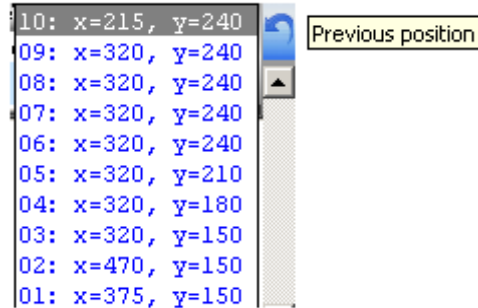 10: x=215, y=240
Previous position
09: x=320, y=240
08: x=320, y=240
07: x=320, y=240
06: x=320, y=240
05: x=320, y=210
04: x=320, y=180
03: x=320, y=150
02: x=470, y=150
01: x=375, y=150